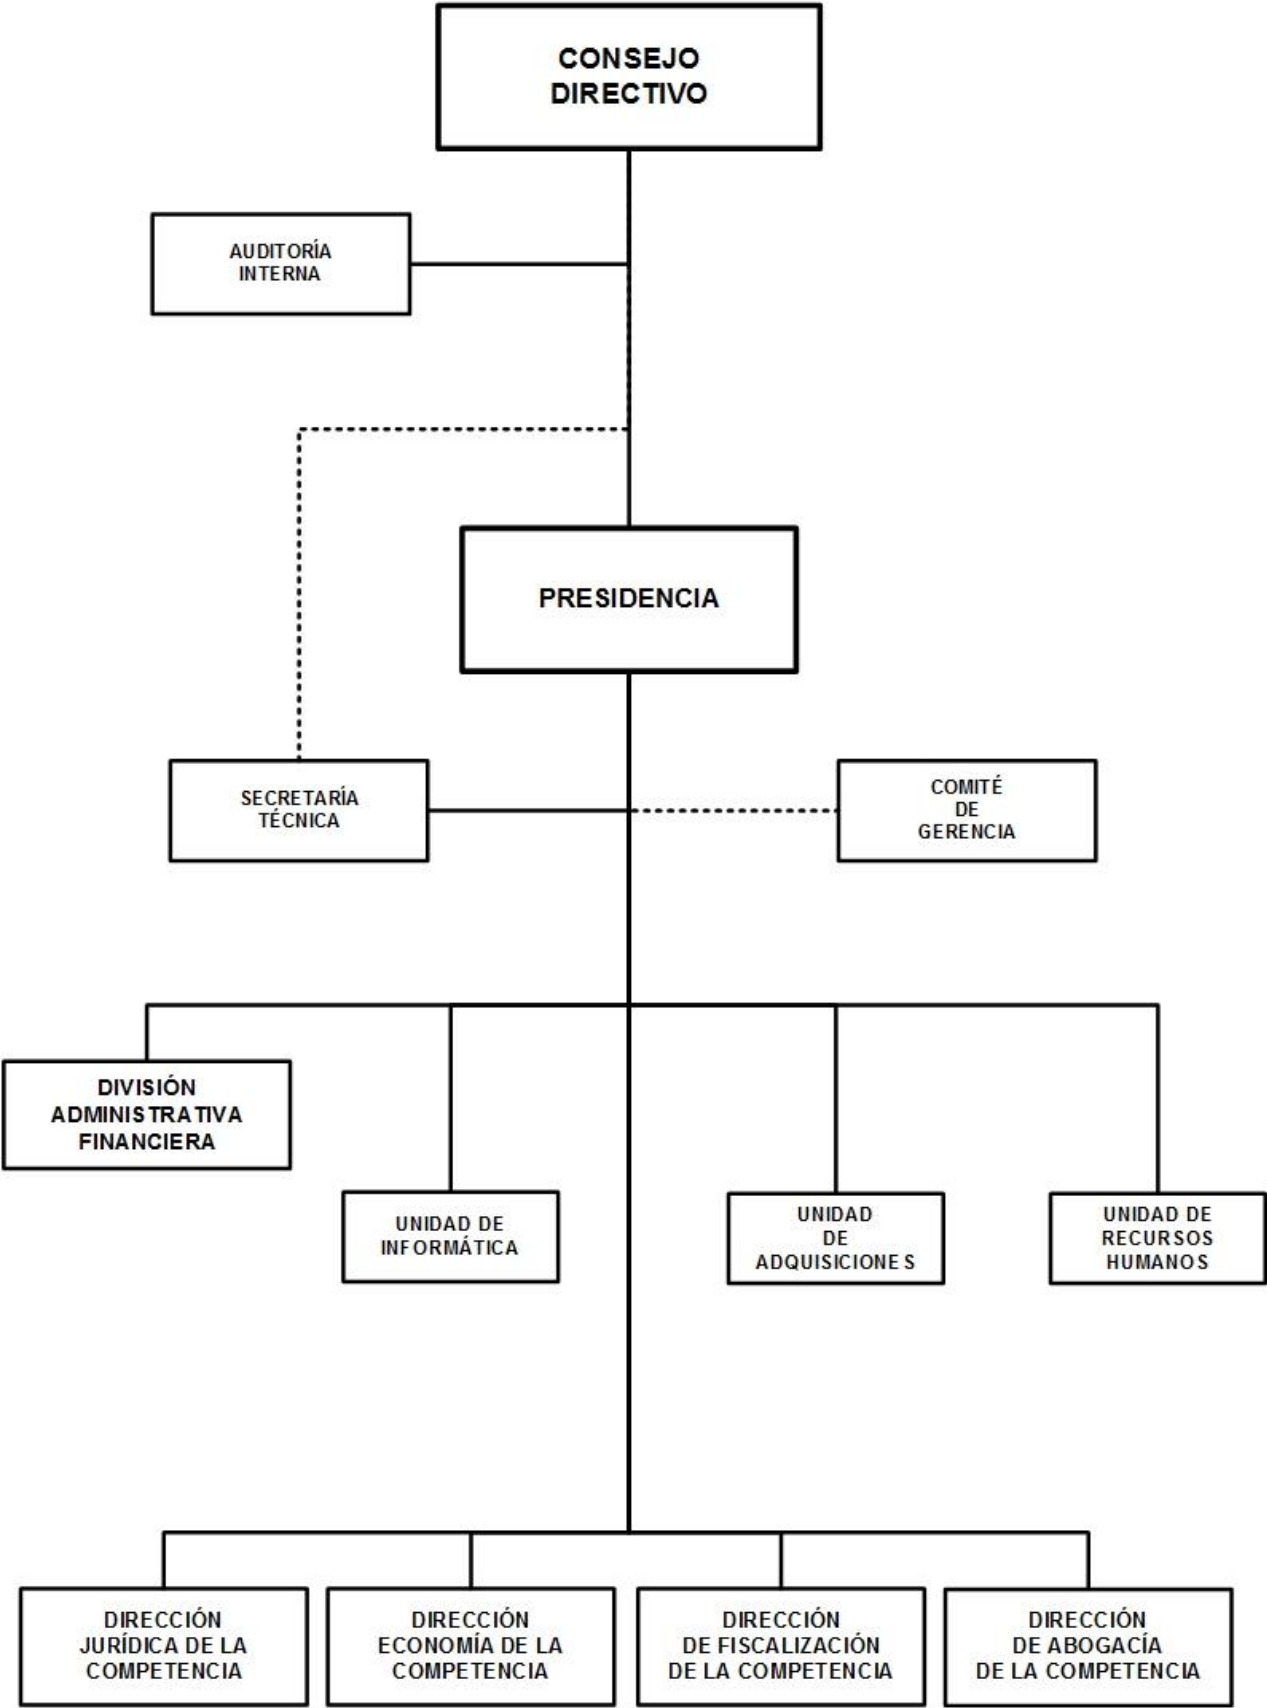 CONSEJO
DIRECTIVO
AUDITORÍA
INTERNA
PRESIDENCIA
SECRETARÍA
TÉCNICA
COMITÉ
DE
GERENCIA
DIVISIÓN
ADMINISTRATIVA
FINANCIERA
UNIDAD DE
INFORMÁTICA
UNIDAD
DE
ADQUISICIONES
UNIDAD DE
RECURSOS
HUMANOS
DIRECCIÓN
JURÍDICA DE LA
COMPETENCIA
DIRECCIÓN
ECONOMÍA DE LA
COMPETENCIA
DIRECCIÓN
DE FISCALIZACIÓN
DE LA COMPETENCIA
DIRECCIÓN
DE ABOGACÍA
DE LA COMPETENCIA